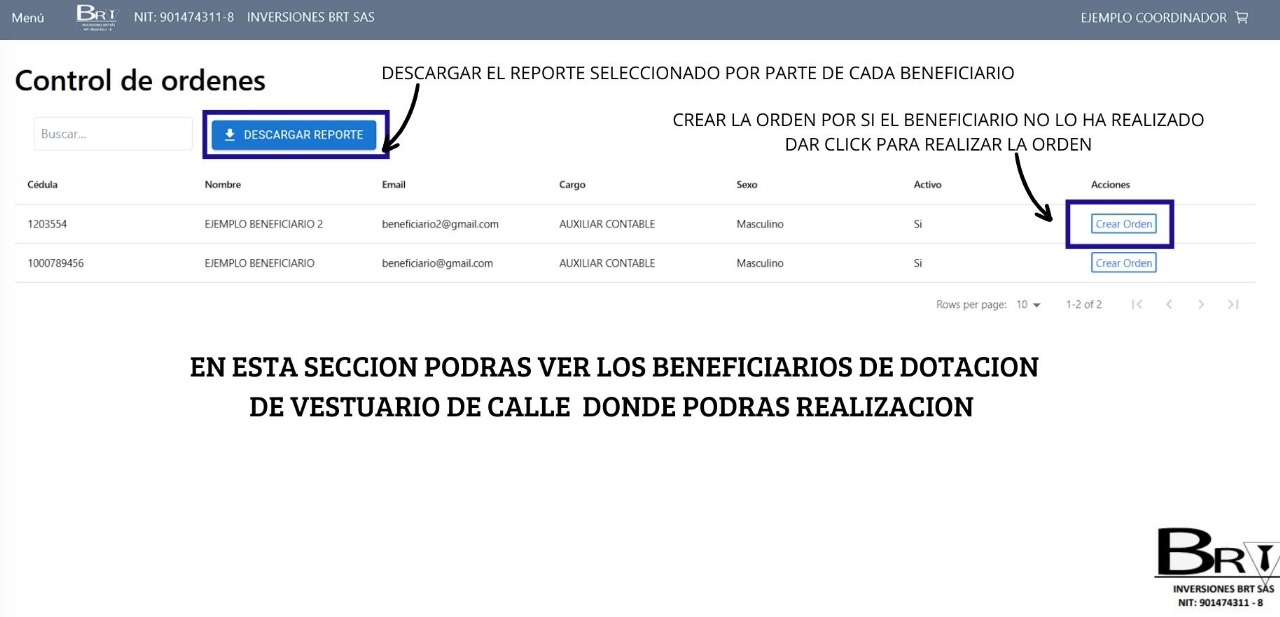 Menú BRT NIT: 901474311-8 INVERSIONES BRT SAS EJEMPLO COORDINADOR
Control de ordenes
DESCARGAR EL REPORTE SELECCIONADO POR PARTE DE CADA BENEFICIARIO
Buscar...
DESCARGAR REPORTE
CREAR LA ORDEN POR SI EL BENEFICIARIO NO LO HA REALIZADO
DAR CLICK PARA REALIZAR LA ORDEN
Cédula Nombre Email Cargo Sexo Activo Acciones
1203554 EJEMPLO BENEFICIARIO 2 beneficiario2@gmail.com AUXILIAR CONTABLE Masculino Si Crear Orden
1000789456 EJEMPLO BENEFICIARIO beneficiario@gmail.com AUXILIAR CONTABLE Masculino Si Crear Orden
Rows per page: 10 1-2 of 2
EN ESTA SECCION PODRAS VER LOS BENEFICIARIOS DE DOTACION
DE VESTUARIO DE CALLE DONDE PODRAS REALIZACION
BRT
INVERSIONES BRT SAS
NIT: 901474311 - 8